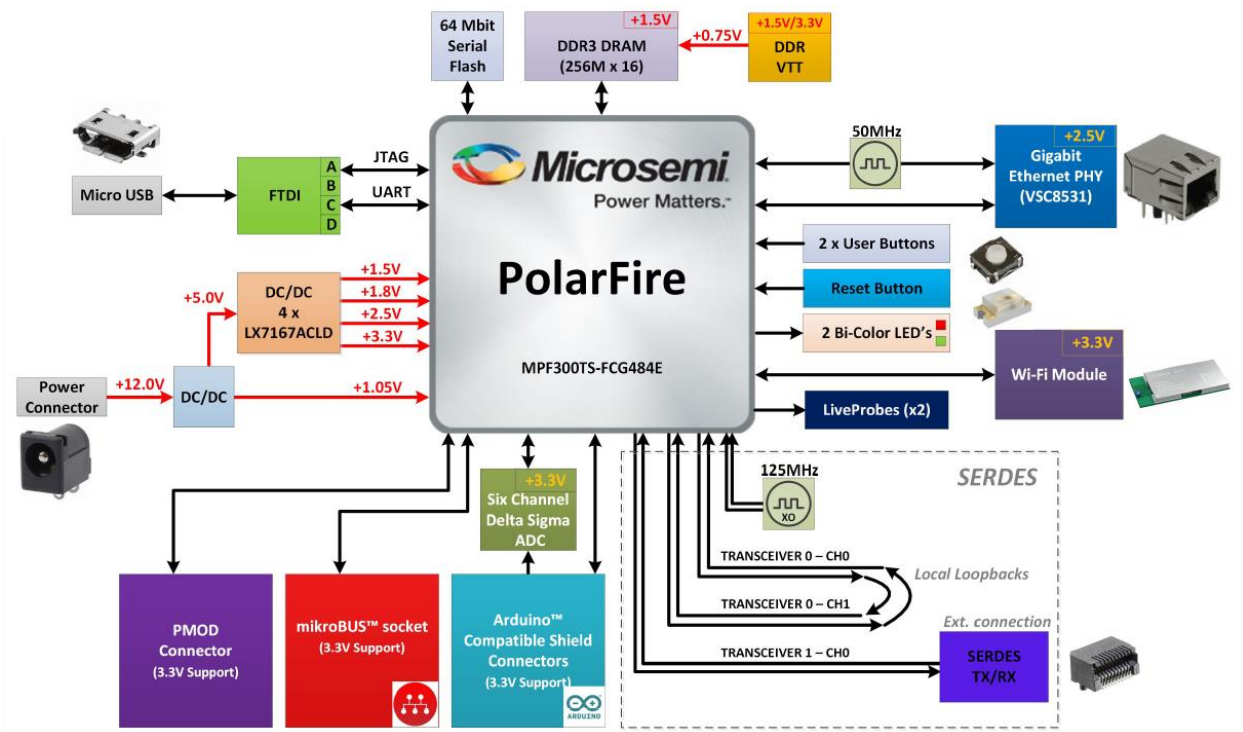 64 Mbit
Serial
Flash
+1.5V
DDR3 DRAM
(256M x 16)
+0.75V
+1.5V/3.3V
DDR
VTT
Micro USB
FTDI
A
B
C
D
JTAG
UART
Microsemi.
Power Matters.™
PolarFire
MPF300TS-FCG484E
50MHz
+2.5V
Gigabit
Ethernet PHY
(VSC8531)
2 x User Buttons
Reset Button
2 Bi-Color LED's
+3.3V
Wi-Fi Module
LiveProbes (x2)
+5.0V
DC/DC
4 x
LX7167ACLD
+1.5V
+1.8V
+2.5V
+3.3V
Power
Connector
+12.0V
DC/DC
+1.05V
+3.3V
Six Channel
Delta Sigma
ADC
PMOD
Connector
(3.3V Support)
mikroBUS™ socket
(3.3V Support)
Arduino™
Compatible Shield
Connectors
(3.3V Support)
ARDUINO
SERDES
125MHz
XO
TRANSCEIVER 0 – CH0
Local Loopbacks
TRANSCEIVER 0 – CH1
Ext. connection
TRANSCEIVER 1 – CH0
SERDES
TX/RX